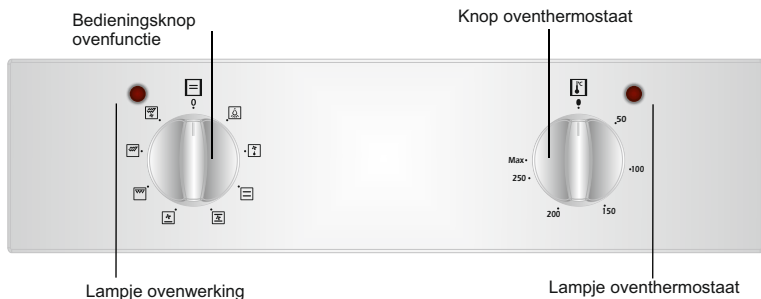 Bedieningsknop
ovenfunctie
Knop oventhermostaat
0
°C
50
100
150
200
250
Max
Lampje ovenwerking
Lampje oventhermostaat